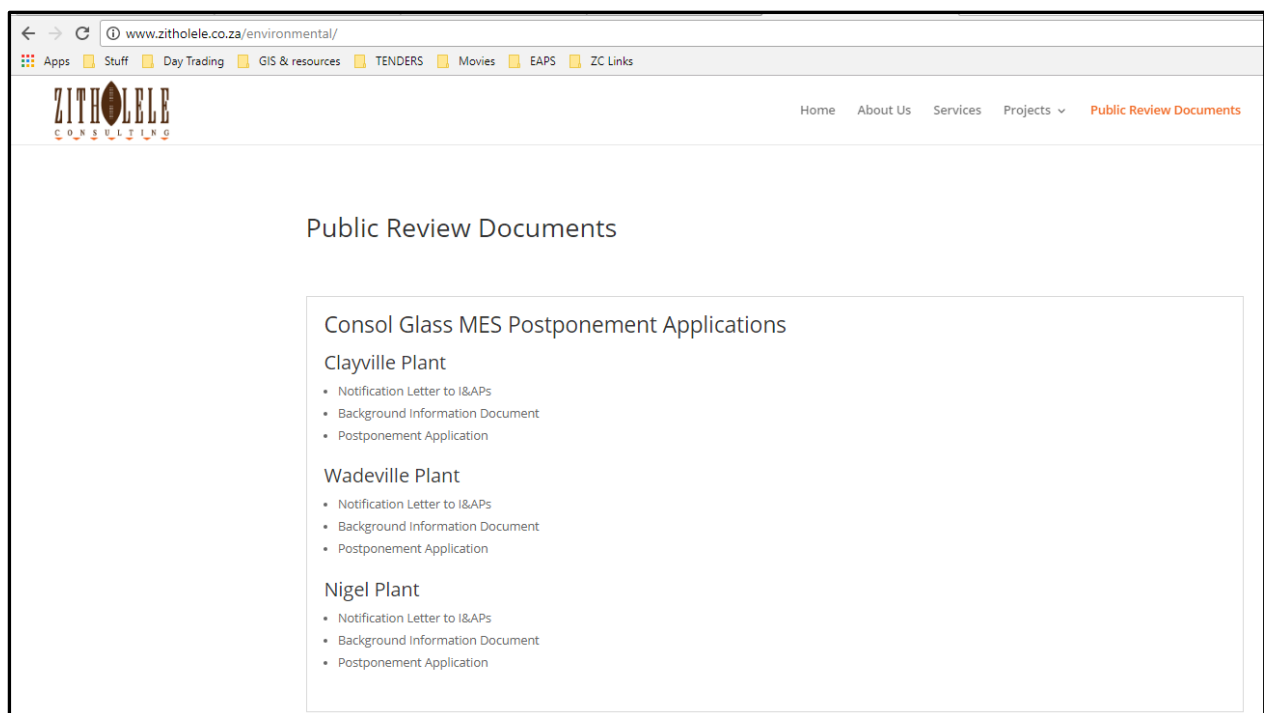 www.zitholele.co.za/environmental/
Apps Stuff Day Trading GIS & resources TENDERS Movies EAPS ZC Links
ZITHOLELE
CONSULTING
Home About Us Services Projects Public Review Documents
Public Review Documents
Consol Glass MES Postponement Applications
Clayville Plant
• Notification Letter to I&APs
• Background Information Document
• Postponement Application
Wadeville Plant
• Notification Letter to I&APs
• Background Information Document
• Postponement Application
Nigel Plant
• Notification Letter to I&APs
• Background Information Document
• Postponement Application